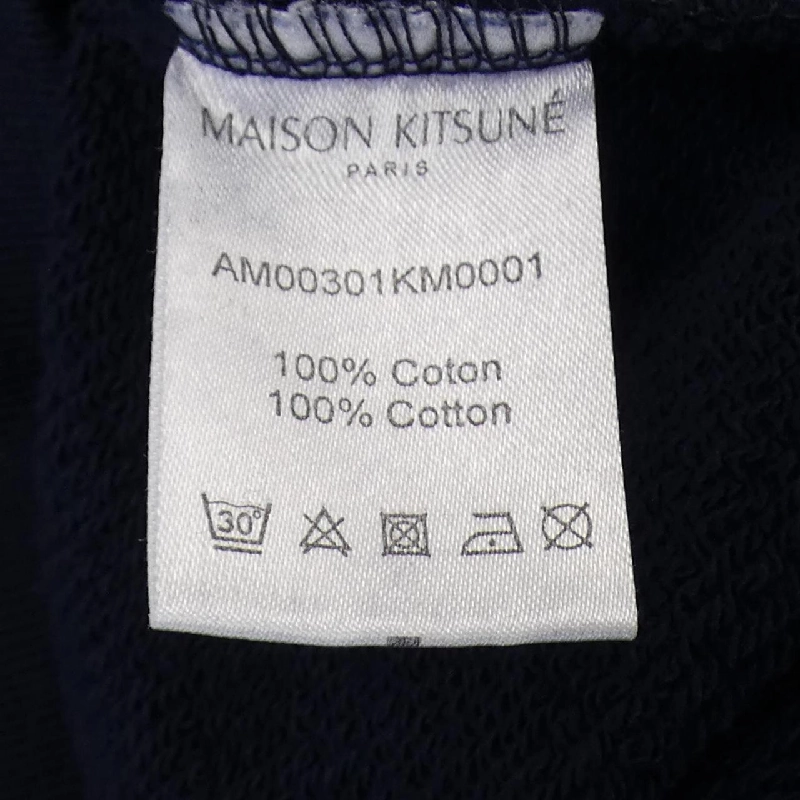 MAISON KITSUNÉ
PARIS
AM00301KM0001
100% Coton
100% Cotton
30°